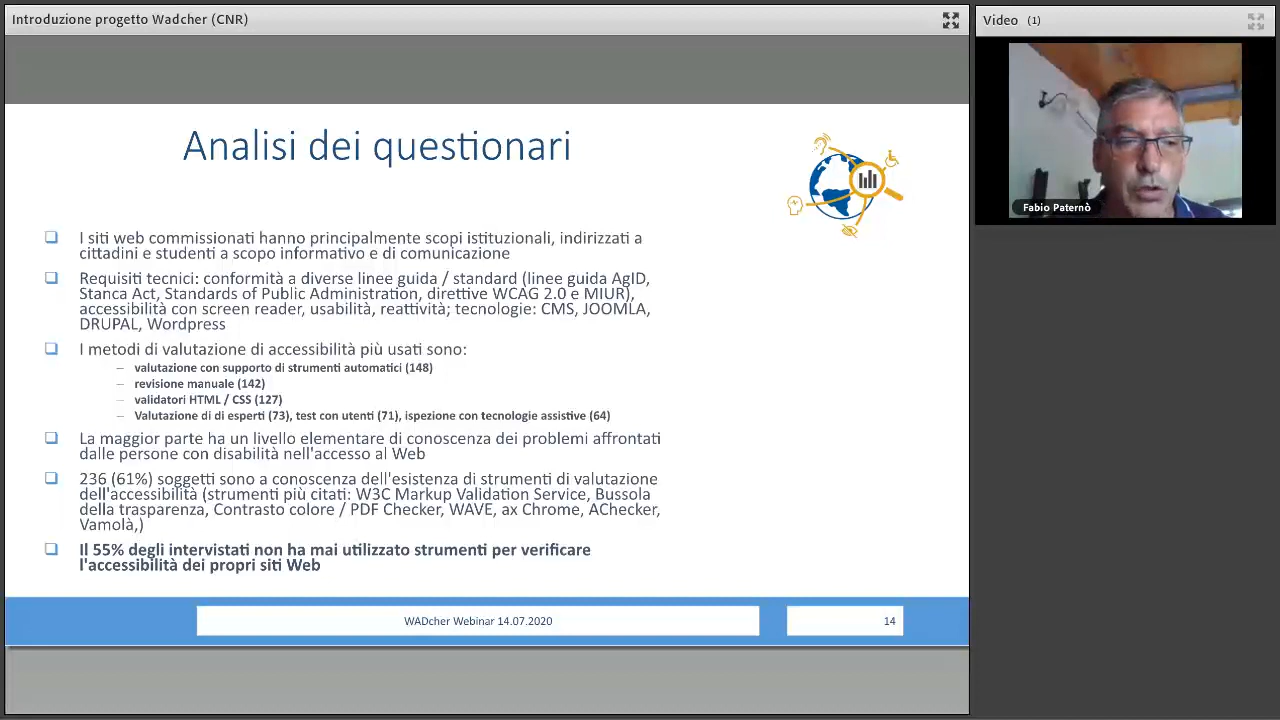 Introduzione progetto Wadcher (CNR)
Video (1)
Fabio Paternò
Analisi dei questionari
I siti web commissionati hanno principalmente scopi istituzionali, indirizzati a
cittadini e studenti a scopo informativo e di comunicazione
Requisiti tecnici: conformità a diverse linee guida / standard (linee guida AgID,
Stanca Act, Standards of Public Administration, direttive WCAG 2.0 e MIUR),
accessibilità con screen reader, usabilità, reattività; tecnologie: CMS, JOOMLA,
DRUPAL, Wordpress
I metodi di valutazione di accessibilità più usati sono:
– valutazione con supporto di strumenti automatici (148)
– revisione manuale (142)
– validatori HTML / CSS (127)
– Valutazione di di esperti (73), test con utenti (71), ispezione con tecnologie assistive (64)
La maggior parte ha un livello elementare di conoscenza dei problemi affrontati
dalle persone con disabilità nell'accesso al Web
236 (61%) soggetti sono a conoscenza dell'esistenza di strumenti di valutazione
dell'accessibilità (strumenti più citati: W3C Markup Validation Service, Bussola
della trasparenza, Contrasto colore / PDF Checker, WAVE, ax Chrome, AChecker,
Vamolà,)
Il 55% degli intervistati non ha mai utilizzato strumenti per verificare
l'accessibilità dei propri siti Web
WADcher Webinar 14.07.2020
14